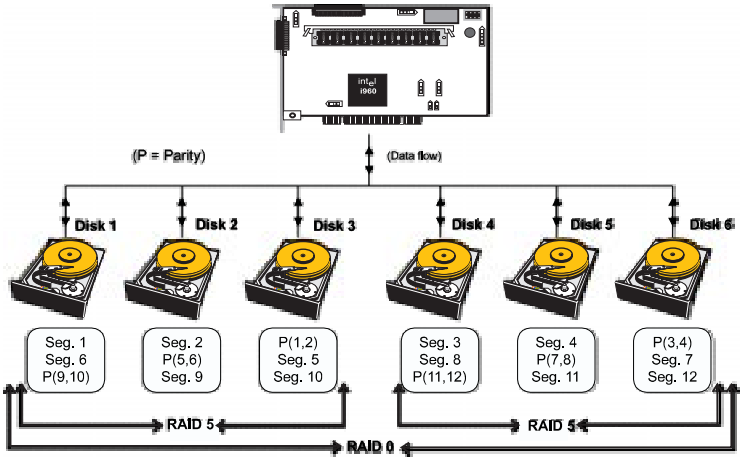 intel
i960
(P = Parity)
(Data flow)
Disk 1
Disk 2
Disk 3
Disk 4
Disk 5
Disk 6
Seg. 1
Seg. 6
P(9,10)
Seg. 2
P(5,6)
Seg. 9
P(1,2)
Seg. 5
Seg. 10
Seg. 3
Seg. 8
P(11,12)
Seg. 4
P(7,8)
Seg. 11
P(3,4)
Seg. 7
Seg. 12
RAID 5
RAID 5
RAID 0